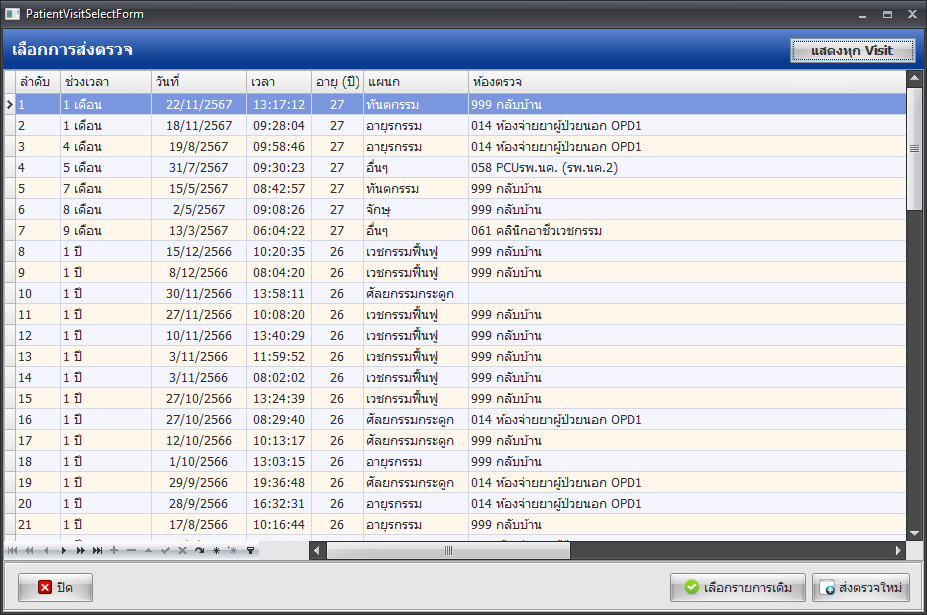 PatientVisitSelectForm
เลือกการส่งตรวจ แสดงทุก Visit
ลำดับ ช่วงเวลา วันที่ เวลา อายุ (ปี) แผนก ห้องตรวจ
1 1 เดือน 22/11/2567 13:17:12 27 ทันตกรรม 999 กลับบ้าน
2 1 เดือน 18/11/2567 09:28:04 27 อายุรกรรม 014 ห้องจ่ายยาผู้ป่วยนอก OPD1
3 4 เดือน 19/8/2567 09:58:46 27 อายุรกรรม 014 ห้องจ่ายยาผู้ป่วยนอก OPD1
4 5 เดือน 31/7/2567 09:30:23 27 อื่นๆ 058 PCUรพ.นค. (รพ.นค.2)
5 7 เดือน 15/5/2567 08:42:57 27 ทันตกรรม 999 กลับบ้าน
6 8 เดือน 2/5/2567 09:08:26 27 จักษุ 999 กลับบ้าน
7 9 เดือน 13/3/2567 06:04:22 27 อื่นๆ 061 คลินิกอาชีวเวชกรรม
8 1 ปี 15/12/2566 10:20:35 26 เวชกรรมฟื้นฟู 999 กลับบ้าน
9 1 ปี 8/12/2566 08:04:20 26 เวชกรรมฟื้นฟู 999 กลับบ้าน
10 1 ปี 30/11/2566 13:58:11 26 ศัลยกรรมกระดูก
11 1 ปี 27/11/2566 10:08:20 26 เวชกรรมฟื้นฟู 999 กลับบ้าน
12 1 ปี 10/11/2566 13:40:29 26 เวชกรรมฟื้นฟู 999 กลับบ้าน
13 1 ปี 3/11/2566 11:59:52 26 เวชกรรมฟื้นฟู 999 กลับบ้าน
14 1 ปี 3/11/2566 08:02:02 26 เวชกรรมฟื้นฟู 999 กลับบ้าน
15 1 ปี 27/10/2566 13:24:39 26 เวชกรรมฟื้นฟู 999 กลับบ้าน
16 1 ปี 27/10/2566 08:29:40 26 ศัลยกรรมกระดูก 014 ห้องจ่ายยาผู้ป่วยนอก OPD1
17 1 ปี 12/10/2566 10:13:17 26 ศัลยกรรมกระดูก 999 กลับบ้าน
18 1 ปี 1/10/2566 13:03:15 26 อายุรกรรม 999 กลับบ้าน
19 1 ปี 29/9/2566 19:36:48 26 ศัลยกรรมกระดูก 014 ห้องจ่ายยาผู้ป่วยนอก OPD1
20 1 ปี 28/9/2566 16:32:31 26 อายุรกรรม 014 ห้องจ่ายยาผู้ป่วยนอก OPD1
21 1 ปี 17/8/2566 10:16:44 26 อายุรกรรม 999 กลับบ้าน
ปิด เลือกรายการเดิม ส่งตรวจใหม่